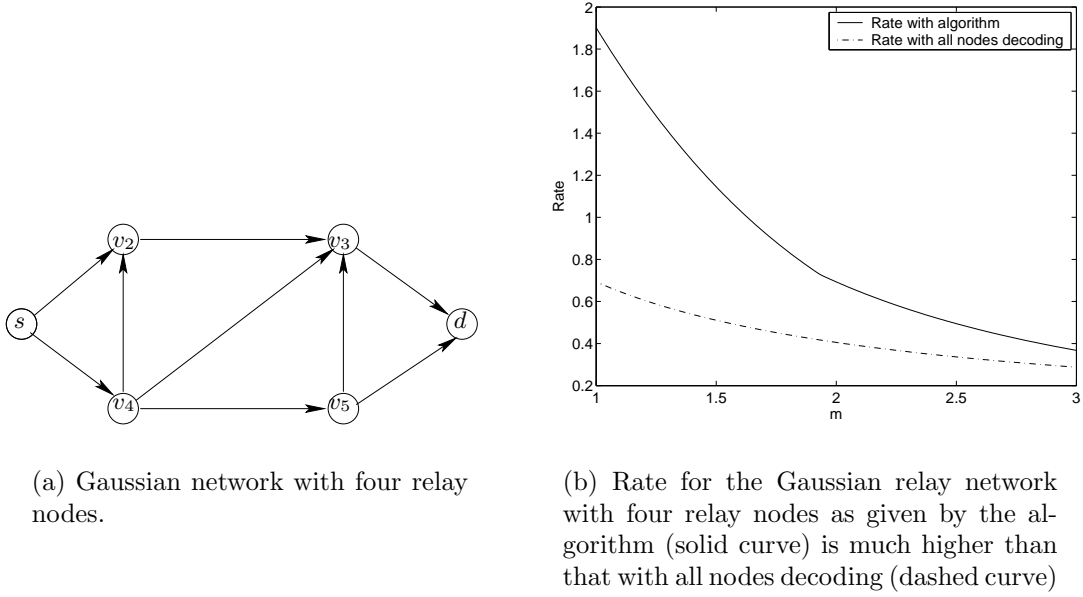 s
v2
v3
v4
v5
d
(a) Gaussian network with four relay
nodes.
2
1.8
1.6
1.4
1.2
1
0.8
0.6
0.4
0.2
Rate
1
1.5
2
2.5
3
m
Rate with algorithm
Rate with all nodes decoding
(b) Rate for the Gaussian relay network
with four relay nodes as given by the al-
gorithm (solid curve) is much higher than
that with all nodes decoding (dashed curve)